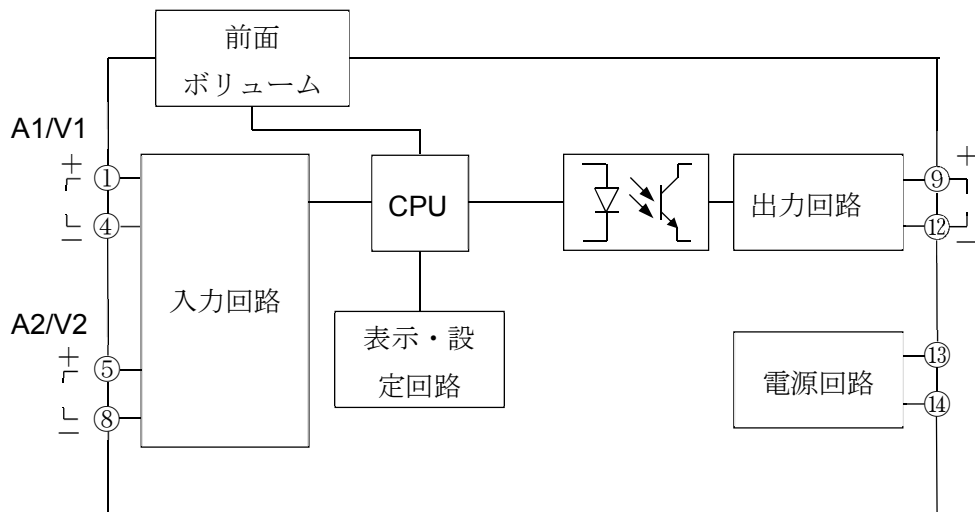 前面
ボリューム
A1/V1
+
①
④
−
A2/V2
+
⑤
⑧
−
入力回路
CPU
表示・設
定回路
出力回路
⑨
+
⑫
−
電源回路
⑬
⑭